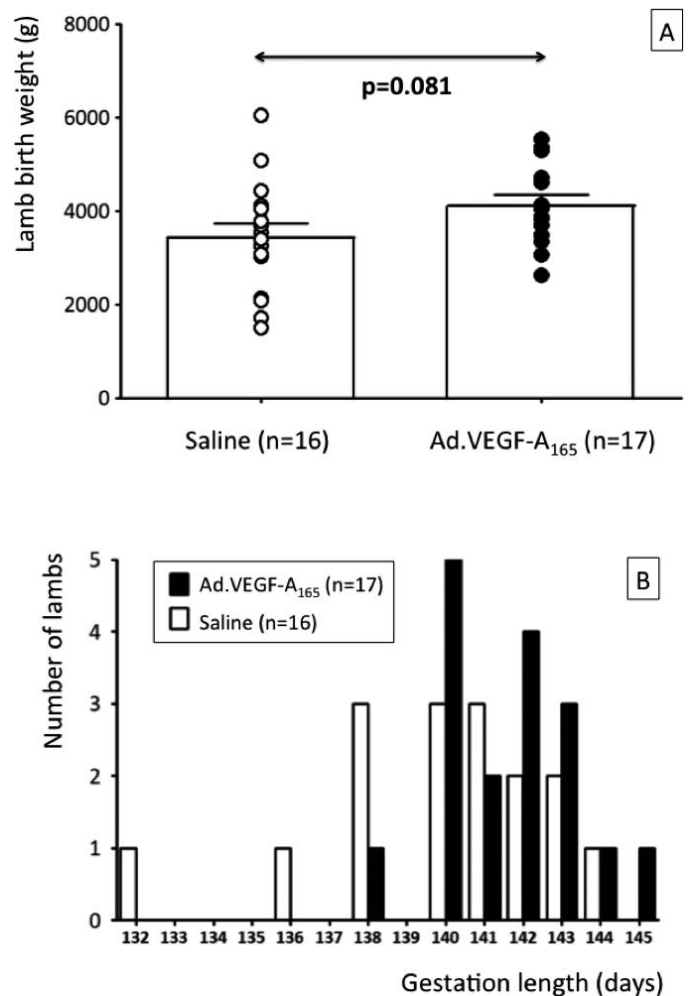 A
Lamb birth weight (g)
8000
6000
4000
2000
0
p=0.081
Saline (n=16)
Ad.VEGF-A₁₆₅ (n=17)
B
Number of lambs
5
4
3
2
1
0
Ad.VEGF-A₁₆₅ (n=17)
Saline (n=16)
132 133 134 135 136 137 138 139 140 141 142 143 144 145
Gestation length (days)